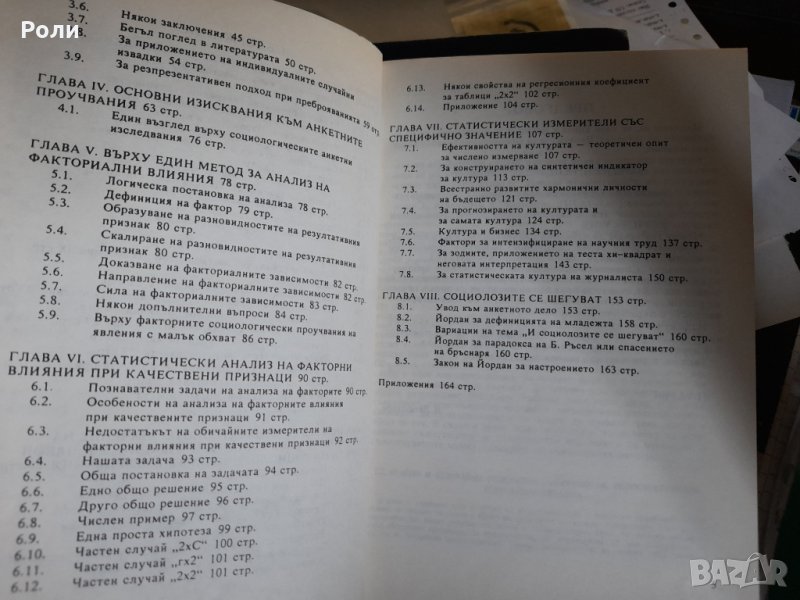 Роли
3.6.
3.7. Някои заключения 45 стр.
3.8. Бегъл поглед в литературата 50 стр.
За приложението на индивидуалните случайни
извадки 54 стр.
3.9. За резпрезентативен подход при преброяванията 59 стр.
ГЛАВА IV. ОСНОВНИ ИЗИСКВАНИЯ КЪМ АНКЕТНИТЕ
ПРОУЧВАНИЯ 63 стр.
4.1. Един възглед върху социологическите анкетни
изследвания 76 стр.
ГЛАВА V. ВЪРХУ ЕДИН МЕТОД ЗА АНАЛИЗ НА
ФАКТОРИАЛНИ ВЛИЯНИЯ 78 стр.
5.1. Логическа постановка на анализа 78 стр.
5.2. Дефиниция на фактор 79 стр.
5.3. Образуване на разновидностите на резултативния
признак 80 стр.
5.4. Скалиране на разновидностите на резултативния
признак 80 стр.
5.5. Доказване на факториалните зависимости 82 стр.
5.6. Направление на факториалните зависимости 82 стр.
5.7. Сила на факториалните зависимости 83 стр.
5.8. Някои допълнителни въпроси 84 стр.
5.9. Върху факторните социологически проучвания на
явления с малък обхват 86 стр.
ГЛАВА VI. СТАТИСТИЧЕСКИ АНАЛИЗ НА ФАКТОРНИ
ВЛИЯНИЯ ПРИ КАЧЕСТВЕНИ ПРИЗНАЦИ 90 стр.
6.1. Познавателни задачи на анализа на факторите 90 стр.
6.2. Особености на анализа на факторните влияния
при качествени признаци 91 стр.
6.3. Недостатъкът на обичайните измерители на
факторни влияния при качествени признаци 92 стр.
6.4. Нашата задача 93 стр.
6.5. Обща постановка на задачата 94 стр.
6.6. Едно общо решение 95 стр.
6.7. Друго общо решение 96 стр.
6.8. Числен пример 97 стр.
6.9. Една проста хипотеза 99 стр.
6.10. Частен случай „2xC" 100 стр.
6.11. Частен случай „rx2" 101 стр.
6.12. Частен случай „2x2" 101 стр.
6.13. Някои свойства на регресионния коефициент
за таблици „2x2" 102 стр.
6.14. Приложение 104 стр.
ГЛАВА VII. СТАТИСТИЧЕСКИ ИЗМЕРИТЕЛИ СЪС
СПЕЦИФИЧНО ЗНАЧЕНИЕ 107 стр.
7.1. Ефективността на културата — теоретичен опит
за числено измерване 107 стр.
7.2. За конструирането на синтетичен индикатор
за култура 113 стр.
7.3. Всестранно развитите хармонични личности
на бъдещето 121 стр.
7.4. За прогнозирането на културата и
за самата култура 124 стр.
7.5. Култура и бизнес 134 стр.
7.6. Фактори за интензифициране на научния труд 137 стр.
7.7. За зодиите, приложението на теста хи—квадрат и
неговата интерпретация 143 стр.
7.8. За статистическата култура на журналиста 150 стр.
ГЛАВА VIII. СОЦИОЛОЗИТЕ СЕ ШЕГУВАТ 153 стр.
8.1. Увод към анкетното дело 153 стр.
8.2. Йордан за дефиницията на младежта 158 стр.
8.3. Вариации на тема „И социолозите се шегуват" 160 стр.
8.4. Йордан за парадокса на Б. Ръсел или спасението
на бръснаря 160 стр.
8.5. Закон на Йордан за настроението 163 стр.
Приложения 164 стр.
BAZAR